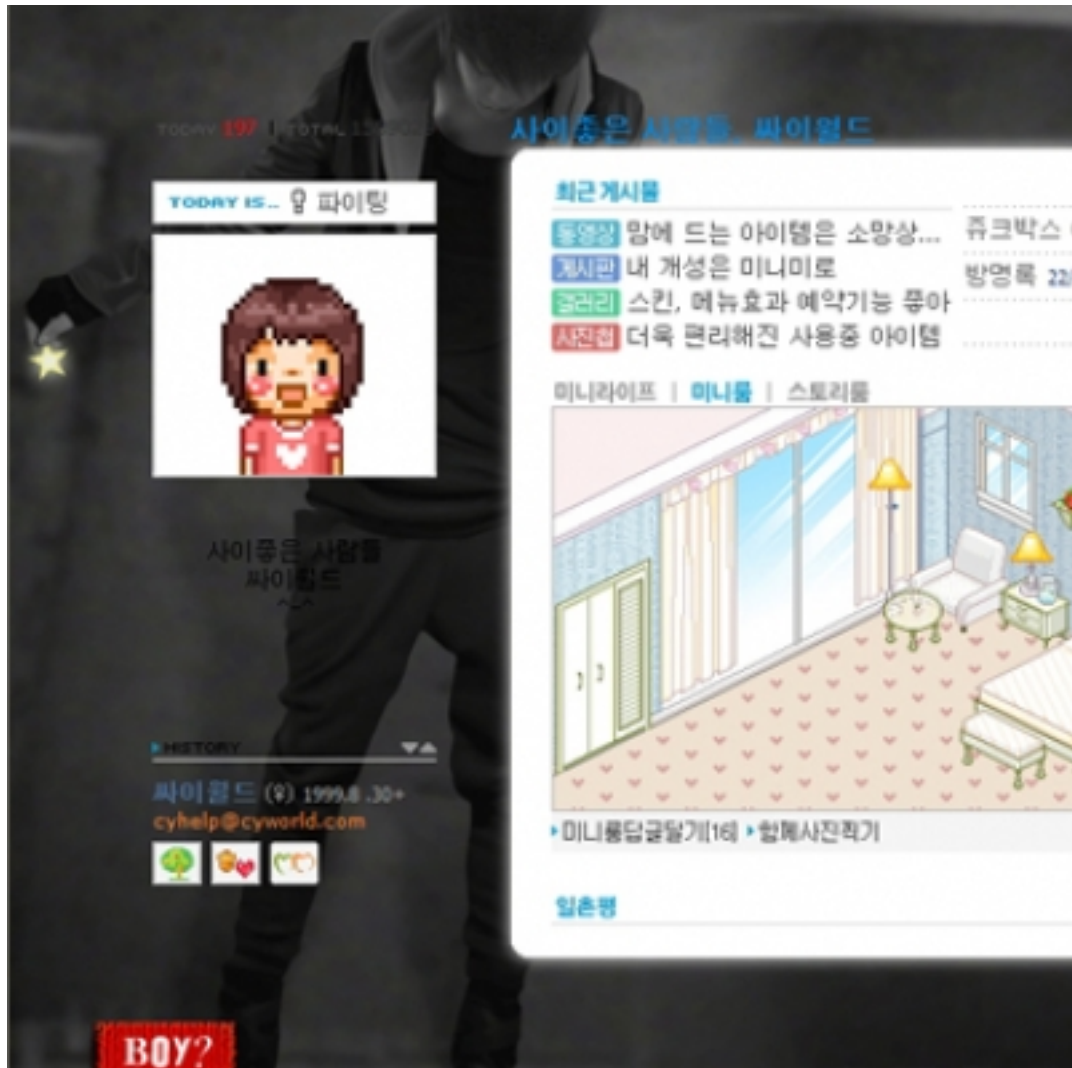 TODAY 197 | TOTAL
사이좋은 사람들, 싸이월드
TODAY IS.. 파이팅
최근 게시물
동영상 맘에 드는 아이템은 소망상...
게시판 내 개성은 미니미로
갤러리 스킨, 메뉴효과 예약기능 좋아
사진첩 더욱 편리해진 사용중 아이템
쥬크박스
방명록 22
미니라이프 | 미니룸 | 스토리룸
사이좋은 사람들
싸이월드
^_^
HISTORY
싸이월드 (♀) 1999.8 .30+
cyhelp@cyworld.com
미니룸답글달기[16] 함께사진찍기
일촌평
BOY?